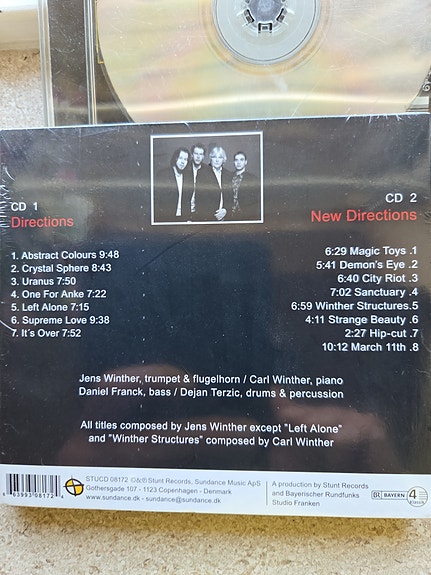 CD 1
Directions
1. Abstract Colours 9:48
2. Crystal Sphere 8:43
3. Uranus 7:50
4. One For Anke 7:22
5. Left Alone 7:15
6. Supreme Love 9:38
7. It´s Over 7:52
CD 2
New Directions
6:29 Magic Toys .1
5:41 Demon's Eye .2
6:40 City Riot .3
7:02 Sanctuary .4
6:59 Winther Structures .5
4:11 Strange Beauty .6
2:27 Hip-cut .7
10:12 March 11th .8
Jens Winther, trumpet & flugelhorn / Carl Winther, piano
Daniel Franck, bass / Dejan Terzic, drums & percussion
All titles composed by Jens Winther except "Left Alone"
and "Winther Structures" composed by Carl Winther
STUCD 08172 ©&℗ Stunt Records, Sundance Music ApS
Gothersgade 107 - 1123 Copenhagen - Denmark
www.sundance.dk - sundance@sundance.dk
A production by Stunt Records
and Bayerischer Rundfunks
Studio Franken
BR BAYERN 4
Klassik
663993081724